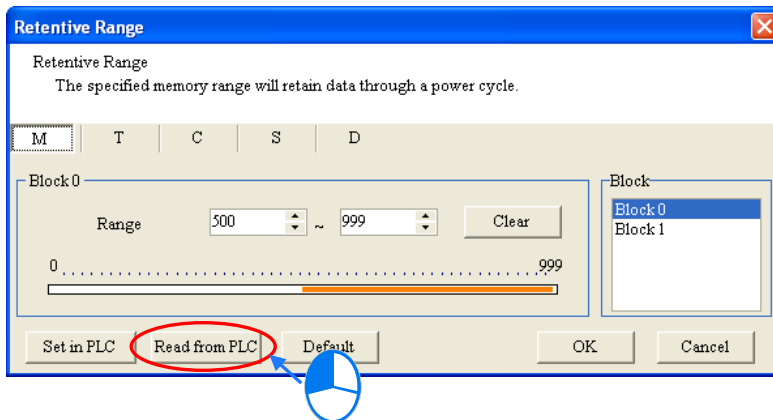 Retentive Range
Retentive Range
The specified memory range will retain data through a power cycle.
M T C S D
Block 0
Range 500 ~ 999 Clear
0 999
Block
Block 0
Block 1
Set in PLC Read from PLC Default OK Cancel